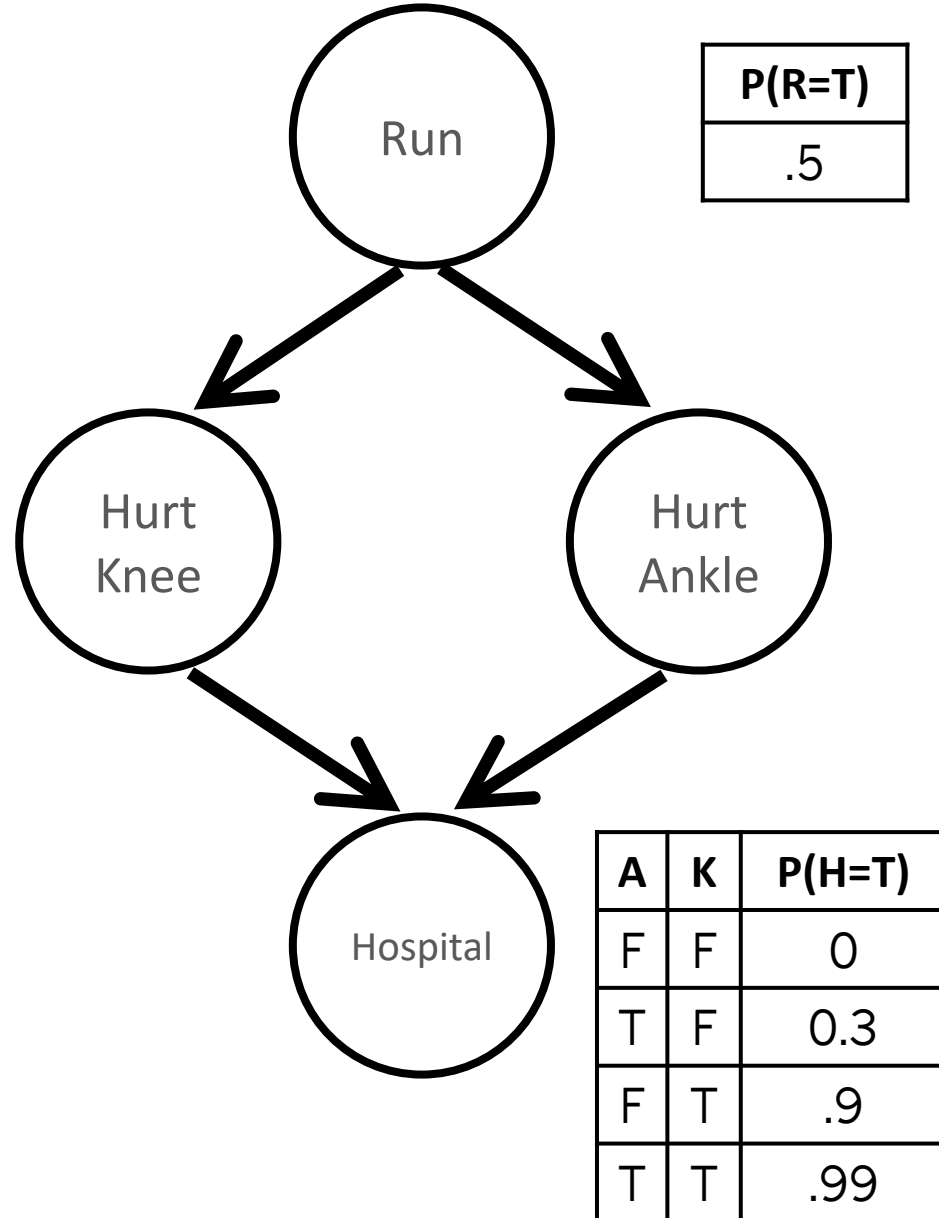 Run
P(R=T)
.5
Hurt
Knee
Hurt
Ankle
Hospital
A K P(H=T)
F F 0
T F 0.3
F T .9
T T .99